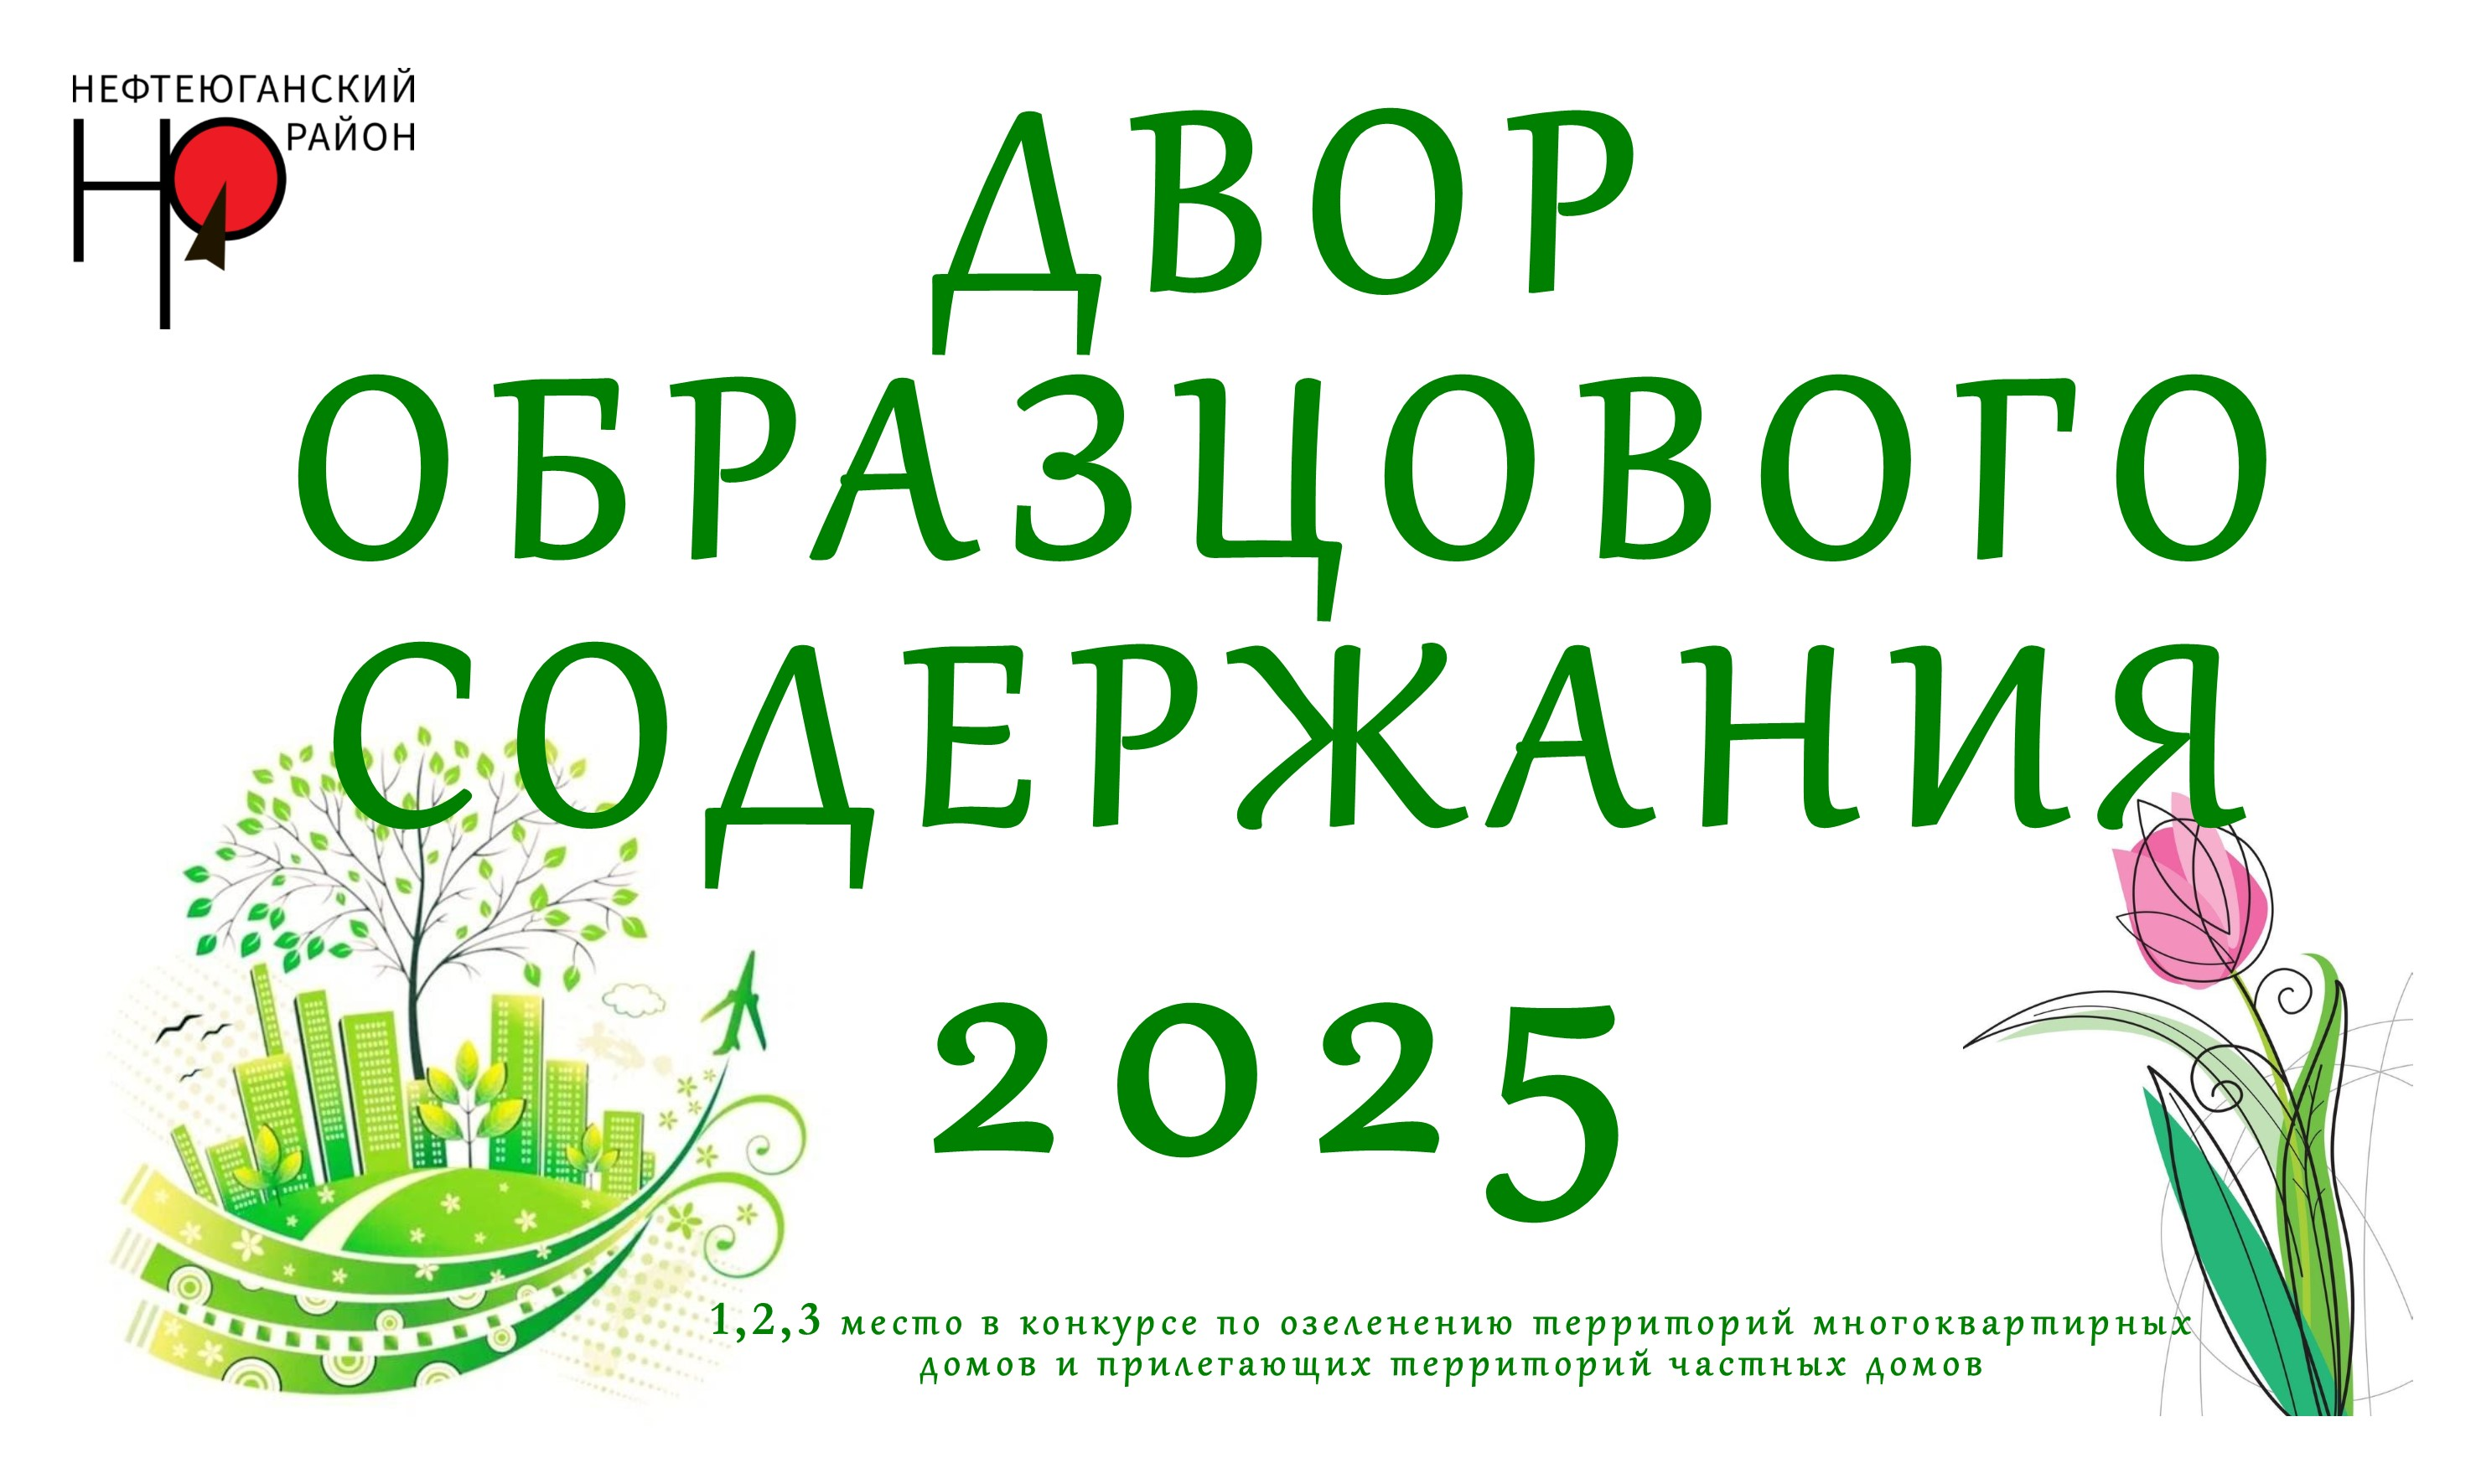 НЕФТЕЮГАНСКИЙ
РАЙОН
НР
ДВОР
ОБРАЗЦОВОГО
СОДЕРЖАНИЯ
2025
1,2,3 место в конкурсе по озеленению территорий многоквартирных
домов и прилегающих территорий частных домов